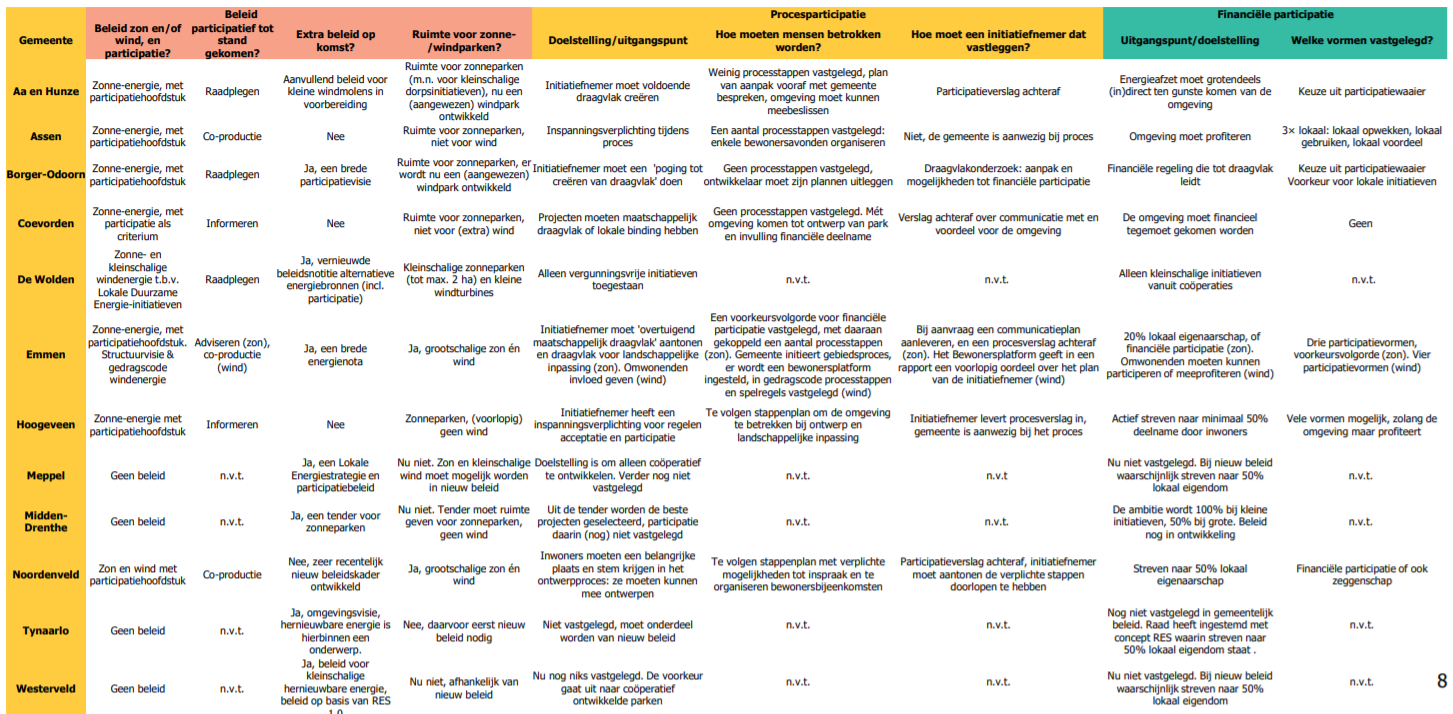 Beleid
Procesparticipatie
Financiële participatie
Gemeente
Beleid zon en/of
wind, en
participatie?
participatief tot
stand
gekomen?
Extra beleid op
komst?
Ruimte voor zonne-
/windparken?
Doelstelling/uitgangspunt
Hoe moeten mensen betrokken
worden?
Hoe moet een initiatiefnemer dat
vastleggen?
Uitgangspunt/doelstelling
Welke vormen vastgelegd?
Aa en Hunze
Zonne-energie, met
participatiehoofdstuk
Raadplegen
Aanvullend beleid voor
kleine windmolens in
voorbereiding
Ruimte voor zonneparken
(m.n. voor kleinschalige
dorpsinitiatieven), nu een
(aangewezen) windpark
ontwikkeld
Initiatiefnemer moet voldoende
draagvlak creëren
Weinig processtappen vastgelegd, plan
van aanpak vooraf met gemeente
bespreken, omgeving moet kunnen
meebeslissen
Participatieverslag achteraf
Energieafzet moet grotendeels
(in)direct ten gunste komen van de
omgeving
Keuze uit participatiewaaier
Assen
Zonne-energie, met
participatiehoofdstuk
Co-productie
Nee
Ruimte voor zonneparken,
niet voor wind
Inspanningsverplichting tijdens
proces
Een aantal processtappen vastgelegd:
enkele bewonersavonden organiseren
Niet, de gemeente is aanwezig bij proces
Omgeving moet profiteren
3× lokaal: lokaal opwekken, lokaal
gebruiken, lokaal voordeel
Borger-Odoorn
Zonne-energie, met
participatiehoofdstuk
Raadplegen
Ja, een brede
participatievisie
Ruimte voor zonneparken, er
wordt nu een (aangewezen)
windpark ontwikkeld
Initiatiefnemer moet een 'poging tot
creëren van draagvlak' doen
Geen processtappen vastgelegd,
ontwikkelaar moet zijn plannen uitleggen
Draagvlakonderzoek: aanpak en
mogelijkheden tot financiële participatie
Financiële regeling die tot draagvlak
leidt
Keuze uit participatiewaaier
Voorkeur voor lokale initiatieven
Coevorden
Zonne-energie, met
participatie als
criterium
Informeren
Nee
Ruimte voor zonneparken,
niet voor (extra) wind
Projecten moeten maatschappelijk
draagvlak of lokale binding hebben
Geen processtappen vastgelegd. Mét
omgeving komen tot ontwerp van park
en invulling financiële deelname
Verslag achteraf over communicatie met en
voordeel voor de omgeving
De omgeving moet financieel
tegemoet gekomen worden
Geen
De Wolden
Zonne- en
kleinschalige
windenergie t.b.v.
Lokale Duurzame
Energie-initiatieven
Raadplegen
Ja, vernieuwde
beleidsnotitie alternatieve
energiebronnen (incl.
participatie)
Kleinschalige zonneparken
(tot max. 2 ha) en kleine
windturbines
Alleen vergunningsvrije initiatieven
toegestaan
n.v.t.
n.v.t.
Alleen kleinschalige initiatieven
vanuit coöperaties
n.v.t.
Emmen
Zonne-energie, met
participatiehoofdstuk.
Structuurvisie &
gedragscode
windenergie
Adviseren (zon),
co-productie
(wind)
Ja, een brede
energienota
Ja, grootschalige zon én
wind
Initiatiefnemer moet 'overtuigend
maatschappelijk draagvlak' aantonen
en draagvlak voor landschappelijke
inpassing (zon). Omwonenden
invloed geven (wind)
Een voorkeursvolgorde voor financiële
participatie vastgelegd, met daaraan
gekoppeld een aantal processtappen
(zon). Gemeente initieert gebiedsproces,
er wordt een bewonersplatform
ingesteld, in gedragscode processtappen
en spelregels vastgelegd (wind)
Bij aanvraag een communicatieplan
aanleveren, en een procesverslag achteraf
(zon). Het Bewonersplatform geeft in een
rapport een voorlopig oordeel over het plan
van de initiatiefnemer (wind)
20% lokaal eigenaarschap, of
financiële participatie (zon).
Omwonenden moeten kunnen
participeren of meeprofiteren (wind)
Drie participatievormen,
voorkeursvolgorde (zon). Vier
participatievormen (wind)
Hoogeveen
Zonne-energie met
participatiehoofdstuk
Informeren
Nee
Zonneparken, (voorlopig)
geen wind
Initiatiefnemer heeft een
inspanningsverplichting voor regelen
acceptatie en participatie
Te volgen stappenplan om de omgeving
te betrekken bij ontwerp en
landschappelijke inpassing
Initiatiefnemer levert procesverslag in,
gemeente is aanwezig bij het proces
Actief streven naar minimaal 50%
deelname door inwoners
Vele vormen mogelijk, zolang de
omgeving maar profiteert
Meppel
Geen beleid
n.v.t.
Ja, een Lokale
Energiestrategie en
participatiebeleid
Nu niet. Zon en kleinschalige
wind moet mogelijk worden
in nieuw beleid
Doelstelling is om alleen coöperatief
te ontwikkelen. Verder nog niet
vastgelegd
n.v.t.
n.v.t
Nu niet vastgelegd. Bij nieuw beleid
waarschijnlijk streven naar 50%
lokaal eigendom
n.v.t.
Midden-
Drenthe
Geen beleid
n.v.t.
Ja, een tender voor
zonneparken
Nu niet. Tender moet ruimte
geven voor zonneparken,
geen wind
Uit de tender worden de beste
projecten geselecteerd, participatie
daarin (nog) niet vastgelegd
n.v.t.
n.v.t.
De ambitie wordt 100% bij kleine
initiatieven, 50% bij grote. Beleid
nog in ontwikkeling
n.v.t.
Noordenveld
Zon en wind met
participatiehoofdstuk
Co-productie
Nee, zeer recentelijk
nieuw beleidskader
ontwikkeld
Ja, grootschalige zon én
wind
Inwoners moeten een belangrijke
plaats en stem krijgen in het
ontwerpproces: ze moeten kunnen
mee ontwerpen
Te volgen stappenplan met verplichte
mogelijkheden tot inspraak en te
organiseren bewonersbijeenkomsten
Participatieverslag achteraf, initiatiefnemer
moet aantonen de verplichte stappen
doorlopen te hebben
Streven naar 50% lokaal
eigenaarschap
Financiële participatie of ook
zeggenschap
Tynaarlo
Geen beleid
n.v.t.
Ja, omgevingsvisie,
hernieuwbare energie is
hierbinnen een
onderwerp.
Nee, daarvoor eerst nieuw
beleid nodig
Niet vastgelegd, moet onderdeel
worden van nieuw beleid
n.v.t.
n.v.t.
Nog niet vastgelegd in gemeentelijk
beleid. Raad heeft ingestemd met
concept RES waarin streven naar
50% lokaal eigendom staat .
n.v.t.
Westerveld
Geen beleid
n.v.t.
Ja, beleid voor
kleinschalige
hernieuwbare energie,
beleid op basis van RES
1.0
Nu niet, afhankelijk van
nieuw beleid
Nu nog niks vastgelegd. De voorkeur
gaat uit naar coöperatief
ontwikkelde parken
n.v.t.
n.v.t.
Nu niet vastgelegd. Bij nieuw beleid
waarschijnlijk streven naar 50%
lokaal eigendom
n.v.t.
8